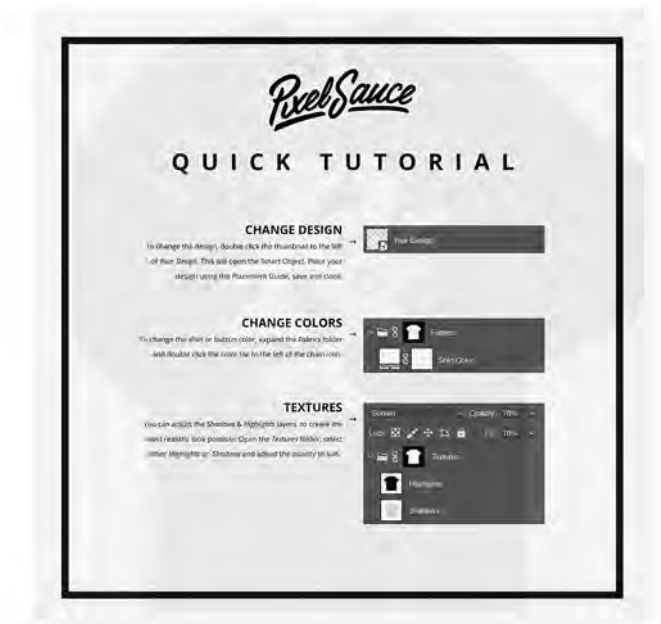 PixelSauce
QUICK TUTORIAL
CHANGE DESIGN
To change the design, double click the thumbnail to the left
of Your Design. This will open the Smart Object. Place your
design using the Placement Guide, save and close.
→
Your Design
CHANGE COLORS
To change the shirt or button color, expand the Fabrics folder
and double click the color tile to the left of the chain icon.
→
Fabrics
Shirt Color
TEXTURES
You can adjust the Shadows & Highlights layers, to create the
most realistic look possible. Open the Textures folder, select
either Highlights or Shadows and adjust the opacity to suit.
→
Screen Opacity: 70%
Lock: Fill: 70%
Textures
Highlights
Shadows